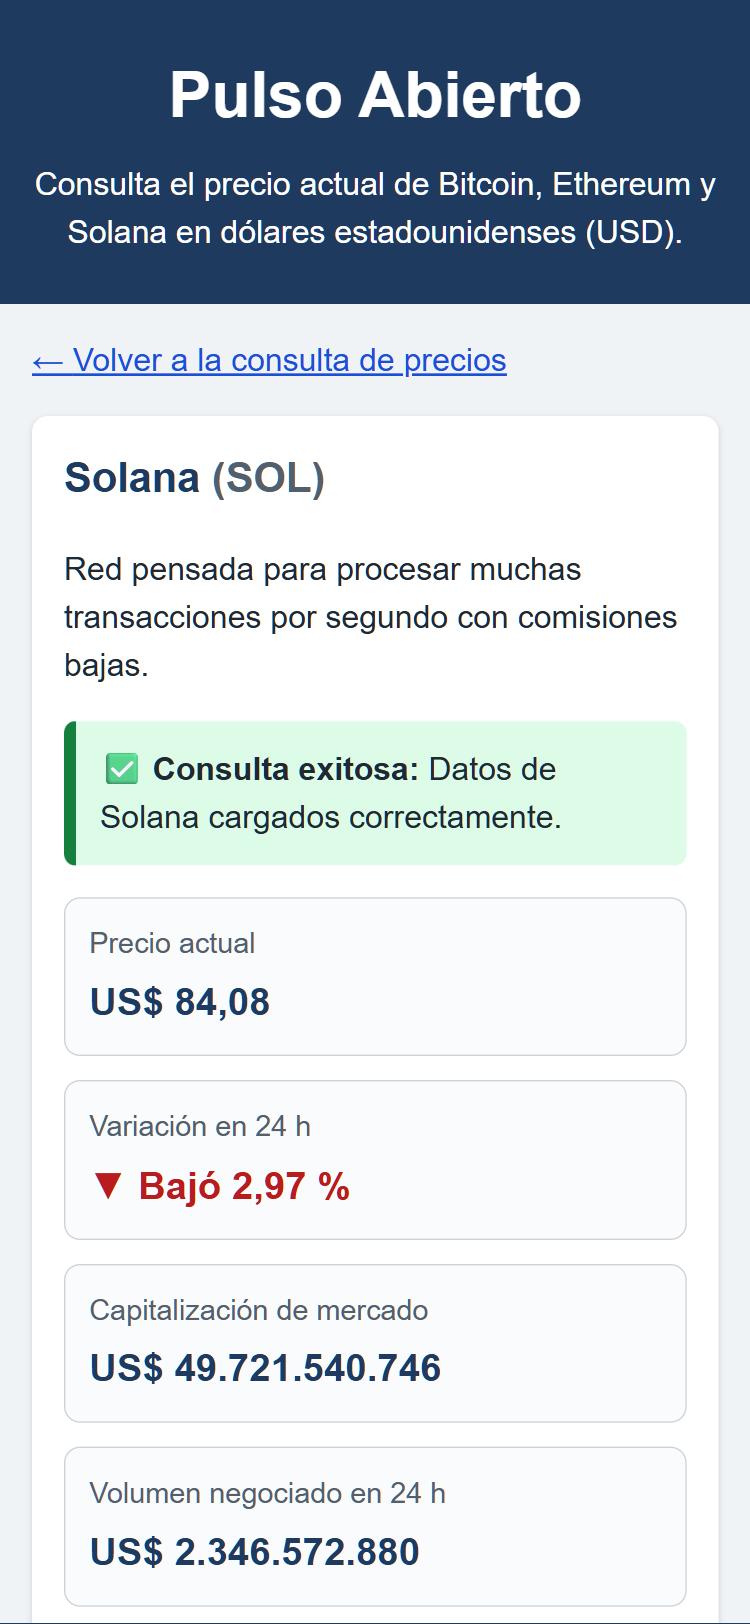 Pulso Abierto
Consulta el precio actual de Bitcoin, Ethereum y
Solana en dólares estadounidenses (USD).
← Volver a la consulta de precios
Solana (SOL)
Red pensada para procesar muchas
transacciones por segundo con comisiones
bajas.
✅ Consulta exitosa: Datos de
Solana cargados correctamente.
Precio actual
US$ 84,08
Variación en 24 h
▼ Bajó 2,97 %
Capitalización de mercado
US$ 49.721.540.746
Volumen negociado en 24 h
US$ 2.346.572.880